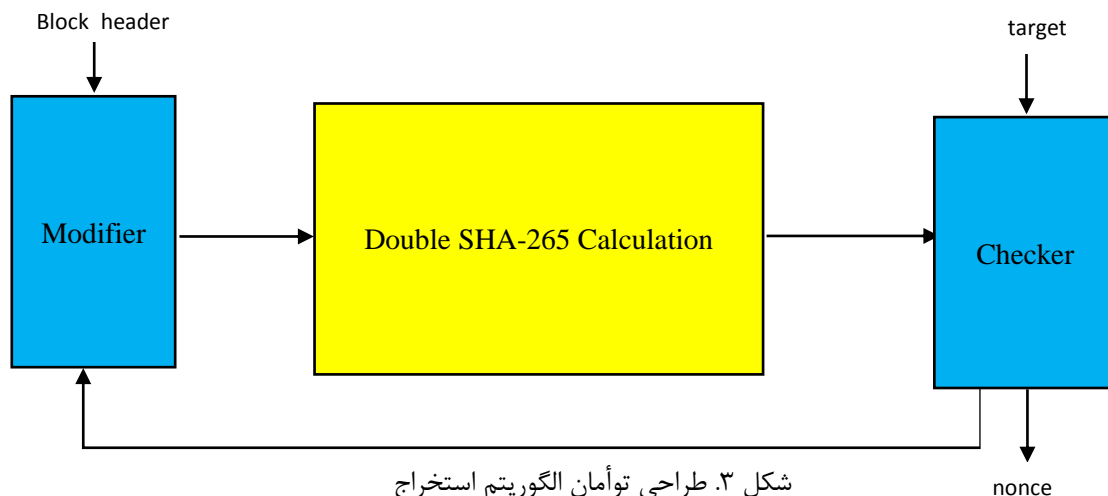 Block header
target
Modifier
Double SHA-265 Calculation
Checker
شکل ۳. طراحی توأمان الگوریتم استخراج
nonce